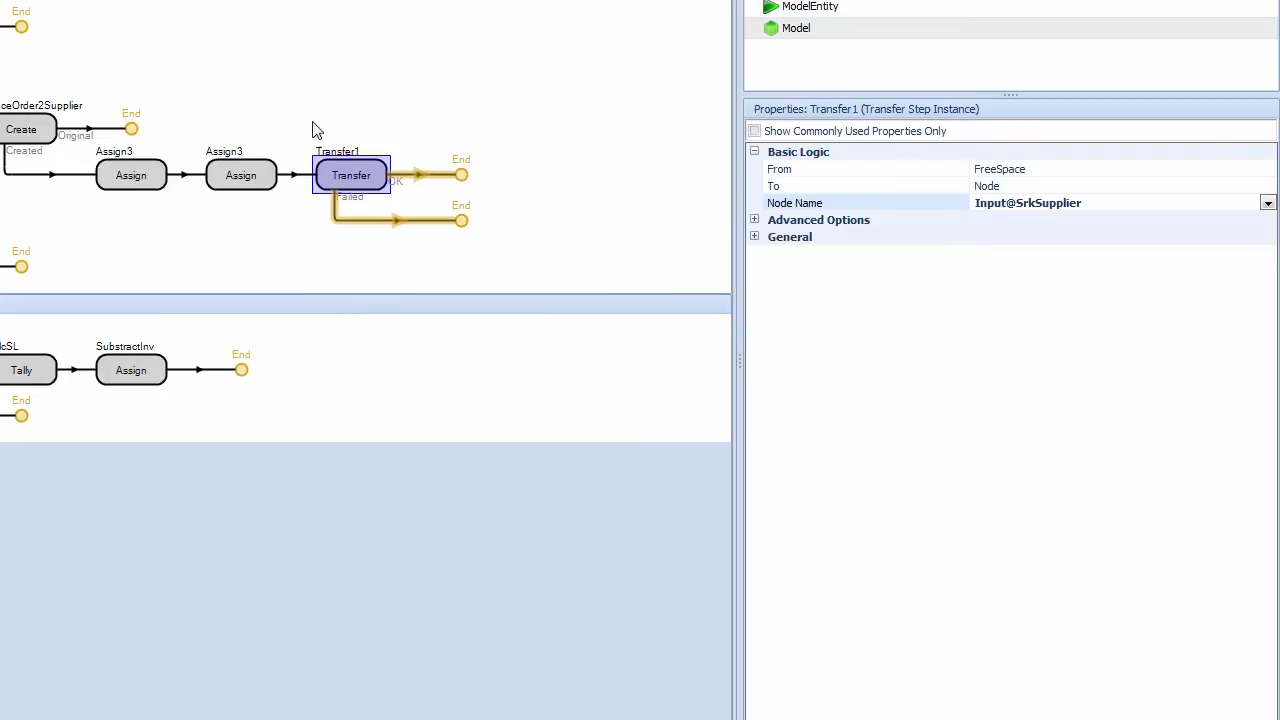 End
ceOrder2Supplier
End
Create
Original
Created
Assign3
Assign3
Transfer1
End
Assign
Assign
Transfer
OK
Failed
End
End
lcSL
SubstractInv
End
Tally
Assign
End
ModelEntity
Model
Properties: Transfer1 (Transfer Step Instance)
Show Commonly Used Properties Only
Basic Logic
From FreeSpace
To Node
Node Name Input@SrkSupplier
Advanced Options
General